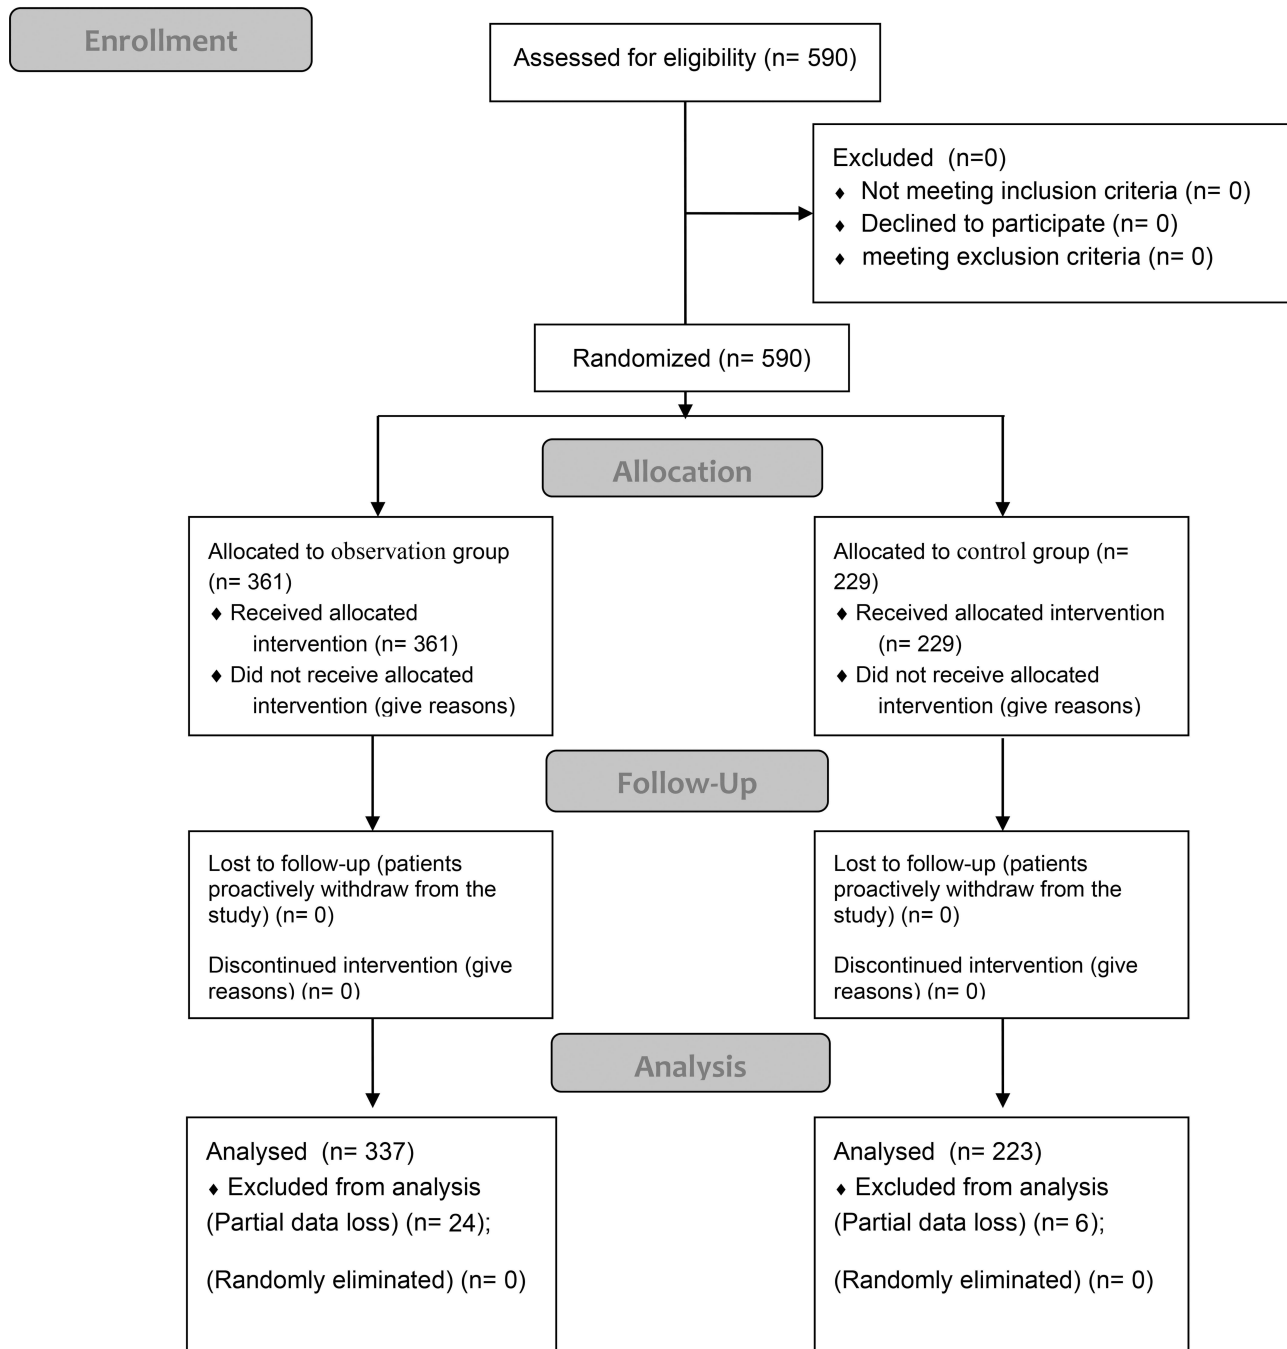 Enrollment
Assessed for eligibility (n= 590)
Excluded (n=0)
♦ Not meeting inclusion criteria (n= 0)
♦ Declined to participate (n= 0)
♦ meeting exclusion criteria (n= 0)
Randomized (n= 590)
Allocation
Allocated to observation group
(n= 361)
♦ Received allocated
intervention (n= 361)
♦ Did not receive allocated
intervention (give reasons)
Allocated to control group (n=
229)
♦ Received allocated intervention
(n= 229)
♦ Did not receive allocated
intervention (give reasons)
Follow-Up
Lost to follow-up (patients
proactively withdraw from the
study) (n= 0)
Discontinued intervention (give
reasons) (n= 0)
Lost to follow-up (patients
proactively withdraw from the
study) (n= 0)
Discontinued intervention (give
reasons) (n= 0)
Analysis
Analysed (n= 337)
♦ Excluded from analysis
(Partial data loss) (n= 24);
(Randomly eliminated) (n= 0)
Analysed (n= 223)
♦ Excluded from analysis
(Partial data loss) (n= 6);
(Randomly eliminated) (n= 0)